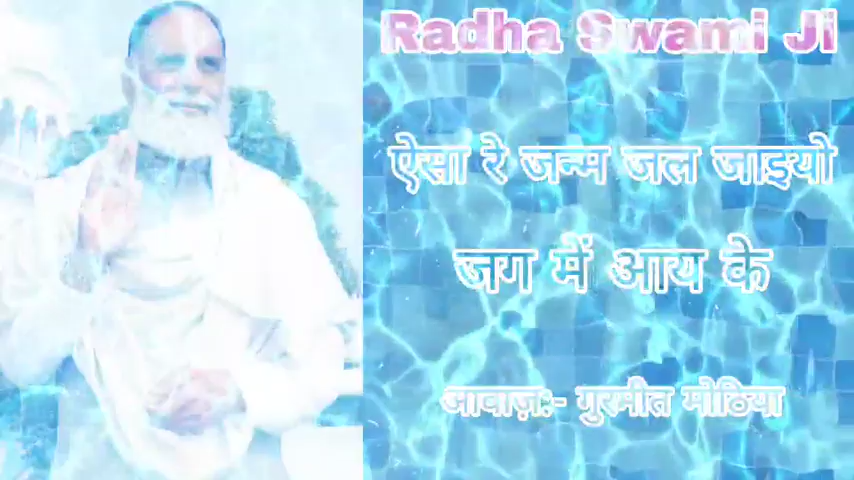 Radha Swami Ji
ऐसा रे जन्म जल जाइयो
जग में आय के
आवाज़:- गुरमीत मोठिया